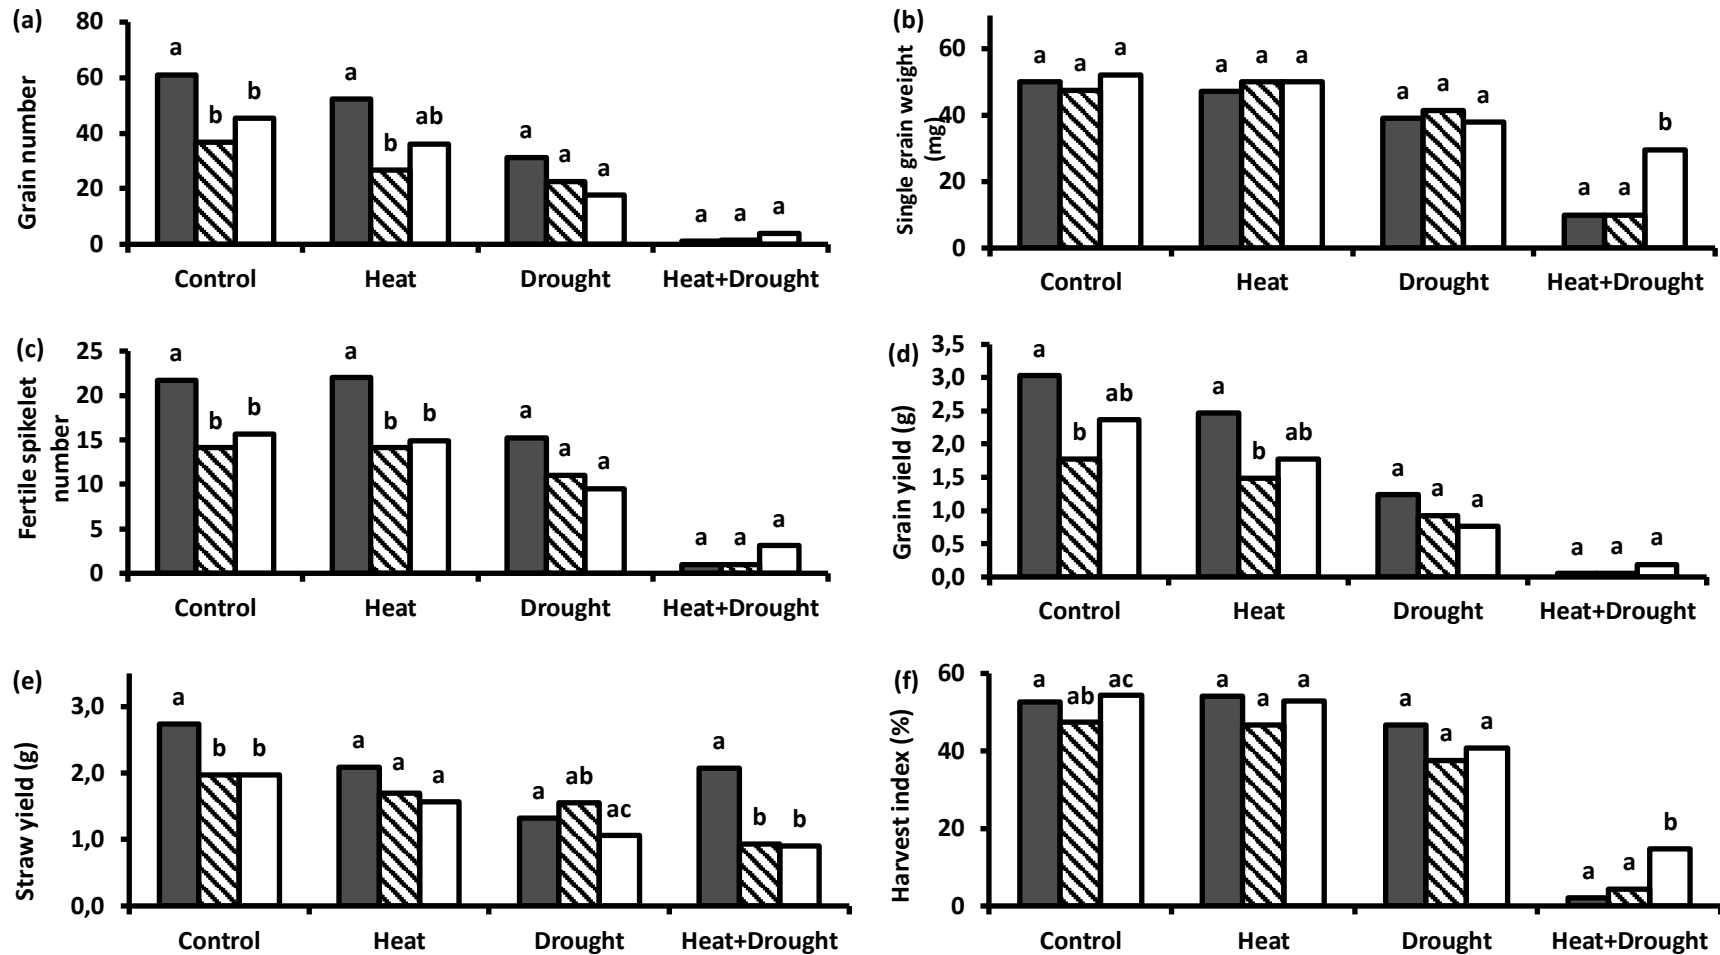 (a)
Grain number
80
60
40
20
0
a
b
b
a
b
ab
a
a
a
a
a
a
Control Heat Drought Heat+Drought
(b)
Single grain weight
(mg)
60
40
20
0
a
a
a
a
a
a
a
a
a
a
a
b
Control Heat Drought Heat+Drought
(c)
Fertile spikelet
number
25
20
15
10
5
0
a
b
b
a
b
b
a
a
a
a
a
a
Control Heat Drought Heat+Drought
(d)
Grain yield (g)
3,5
3,0
2,5
2,0
1,5
1,0
0,5
0,0
a
b
ab
a
b
ab
a
a
a
a
a
a
Control Heat Drought Heat+Drought
(e)
Straw yield (g)
3,0
2,0
1,0
0,0
a
b
b
a
a
a
a
ab
ac
a
b
b
Control Heat Drought Heat+Drought
(f)
Harvest index (%)
60
40
20
0
a
ab
ac
a
a
a
a
a
a
a
a
b
Control Heat Drought Heat+Drought